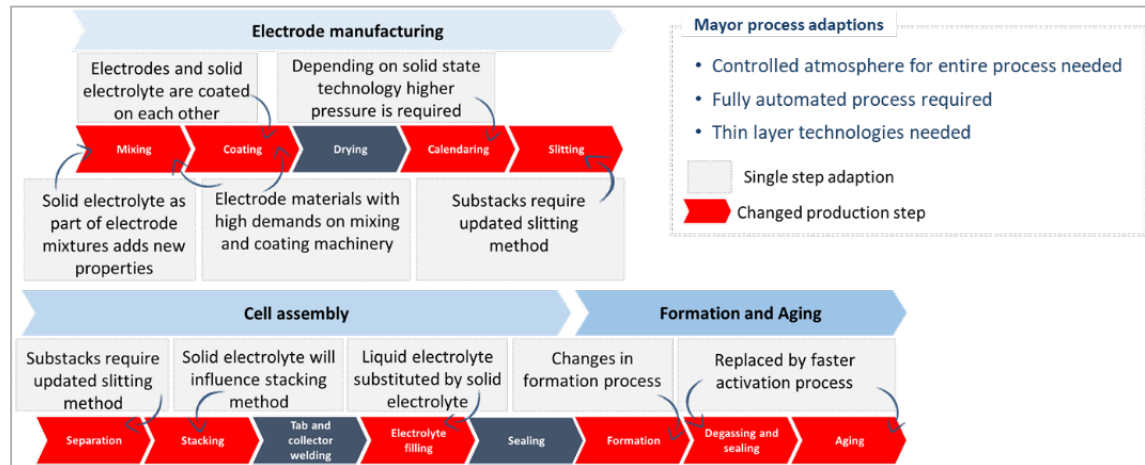 Electrode manufacturing
Electrodes and solid
electrolyte are coated
on each other
Depending on solid state
technology higher
pressure is required
Mixing
Coating
Drying
Calendaring
Slitting
Solid electrolyte as
part of electrode
mixtures adds new
properties
Electrode materials with
high demands on mixing
and coating machinery
Substacks require
updated slitting
method
Mayor process adaptions
• Controlled atmosphere for entire process needed
• Fully automated process required
• Thin layer technologies needed
Single step adaption
Changed production step
Cell assembly
Formation and Aging
Substacks require
updated slitting
method
Solid electrolyte will
influence stacking
method
Liquid electrolyte
substituted by solid
electrolyte
Changes in
formation process
Replaced by faster
activation process
Separation
Stacking
Tab and
collector
welding
Electrolyte
filling
Sealing
Formation
Degassing and
sealing
Aging